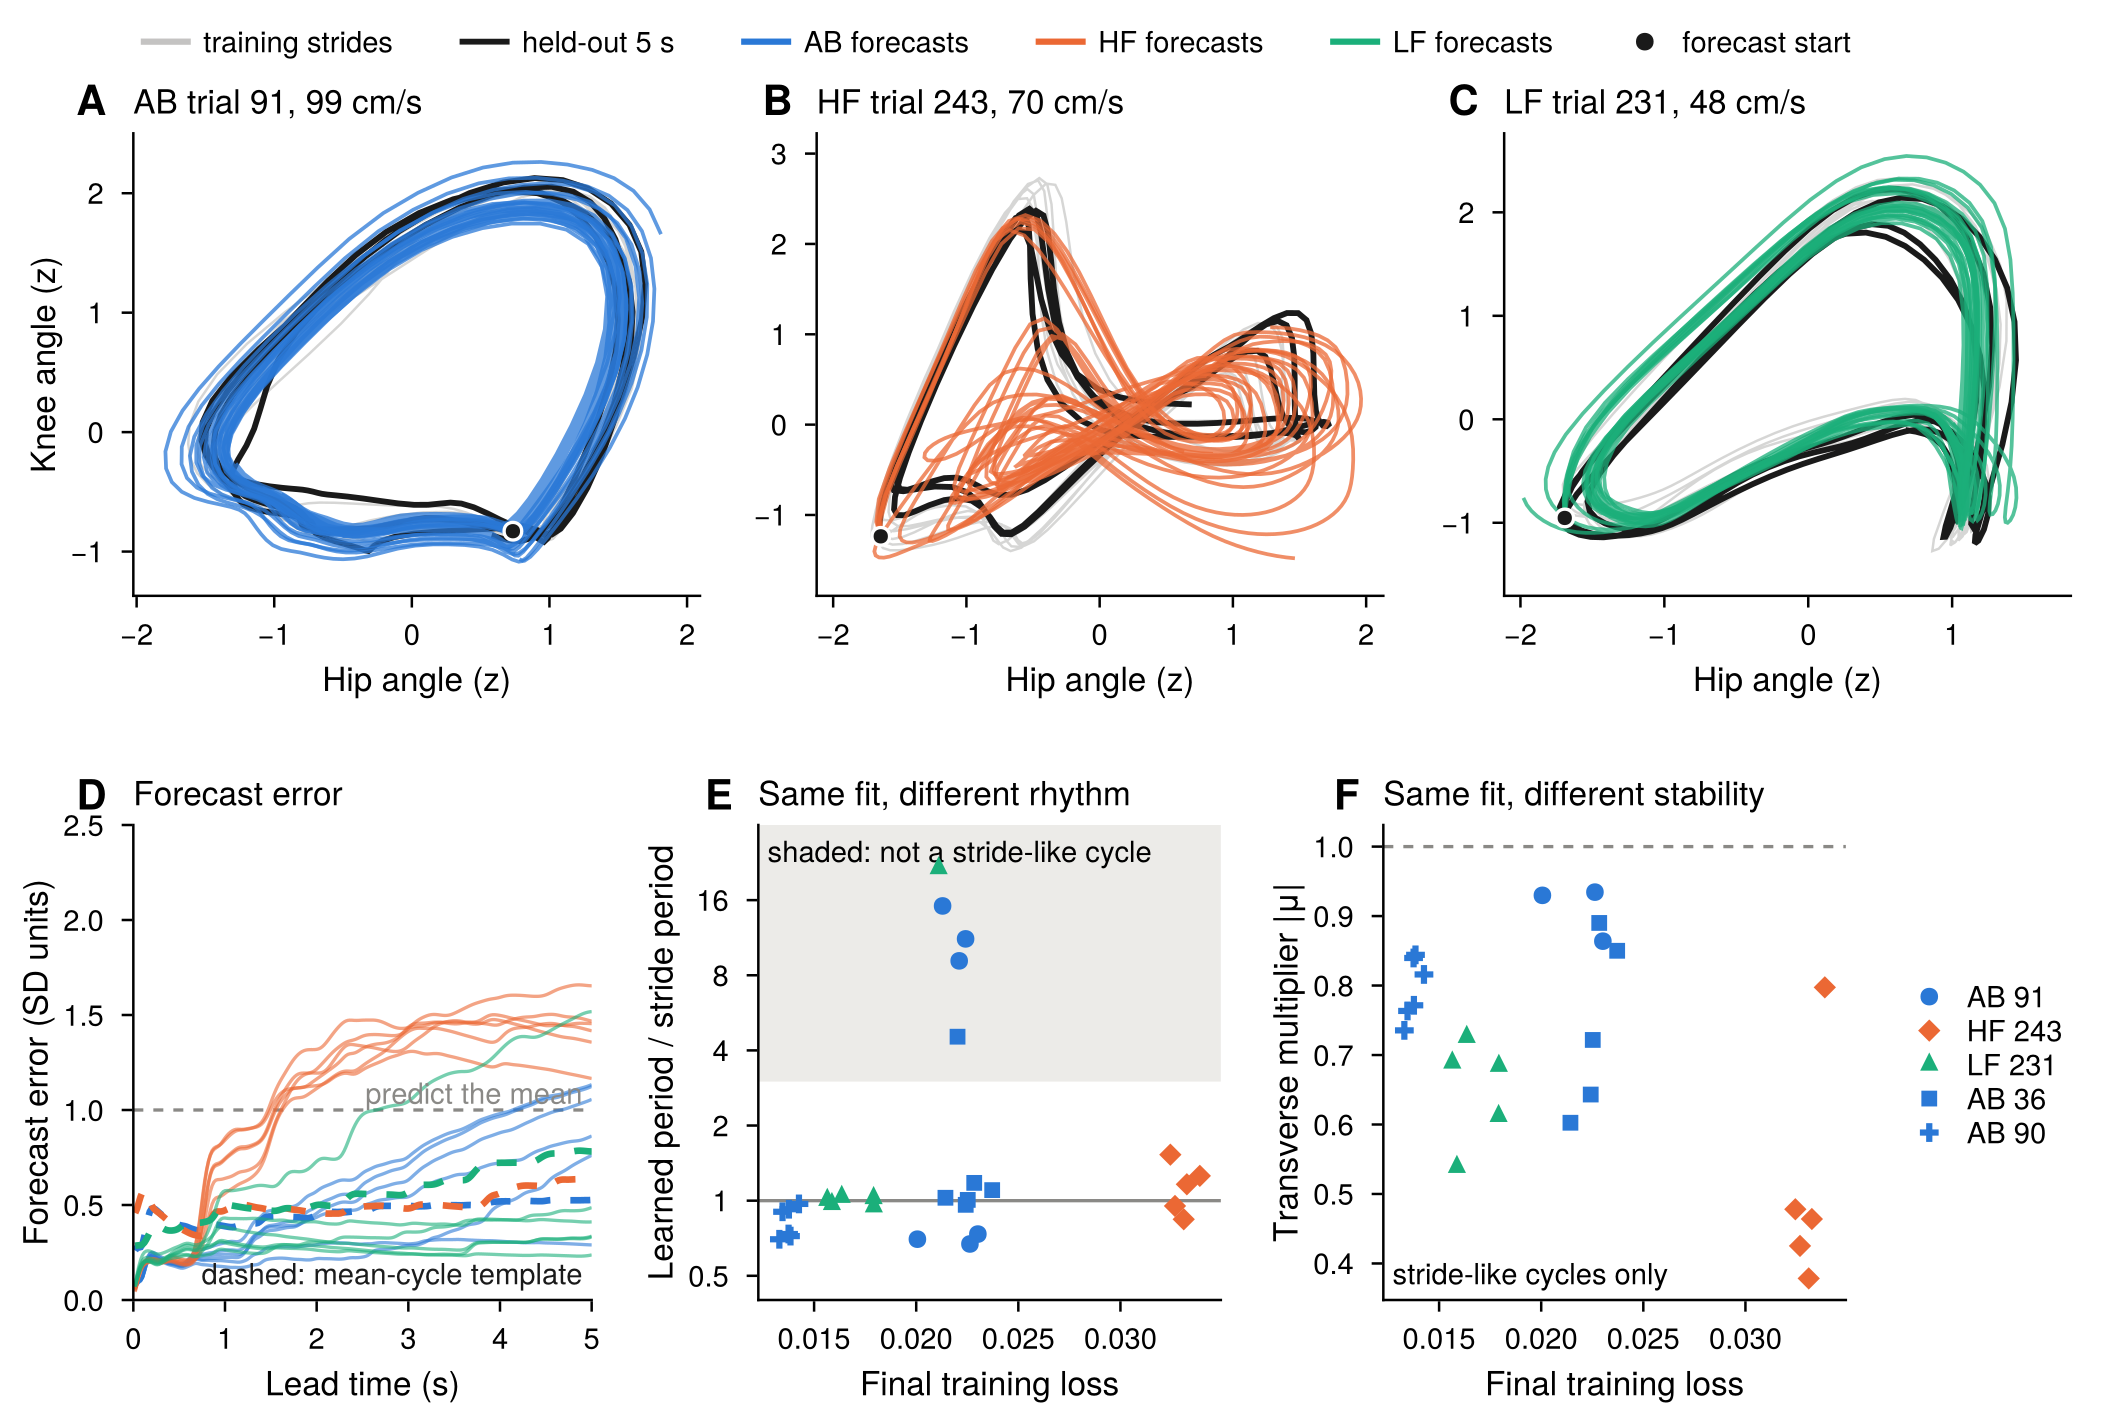 training strides
held-out 5 s
AB forecasts
HF forecasts
LF forecasts
forecast start
A AB trial 91, 99 cm/s
Knee angle (z)
2
1
0
−1
−2 −1 0 1 2
Hip angle (z)
B HF trial 243, 70 cm/s
3
2
1
0
−1
−2 −1 0 1 2
Hip angle (z)
C LF trial 231, 48 cm/s
2
1
0
−1
−2 −1 0 1
Hip angle (z)
D Forecast error
Forecast error (SD units)
2.5
2.0
1.5
1.0
0.5
0.0
predict the mean
dashed: mean-cycle template
0 1 2 3 4 5
Lead time (s)
E Same fit, different rhythm
Learned period / stride period
shaded: not a stride-like cycle
16
8
4
2
1
0.5
0.015 0.020 0.025 0.030
Final training loss
F Same fit, different stability
Transverse multiplier |μ|
1.0
0.9
0.8
0.7
0.6
0.5
0.4
stride-like cycles only
0.015 0.020 0.025 0.030
Final training loss
AB 91
HF 243
LF 231
AB 36
AB 90